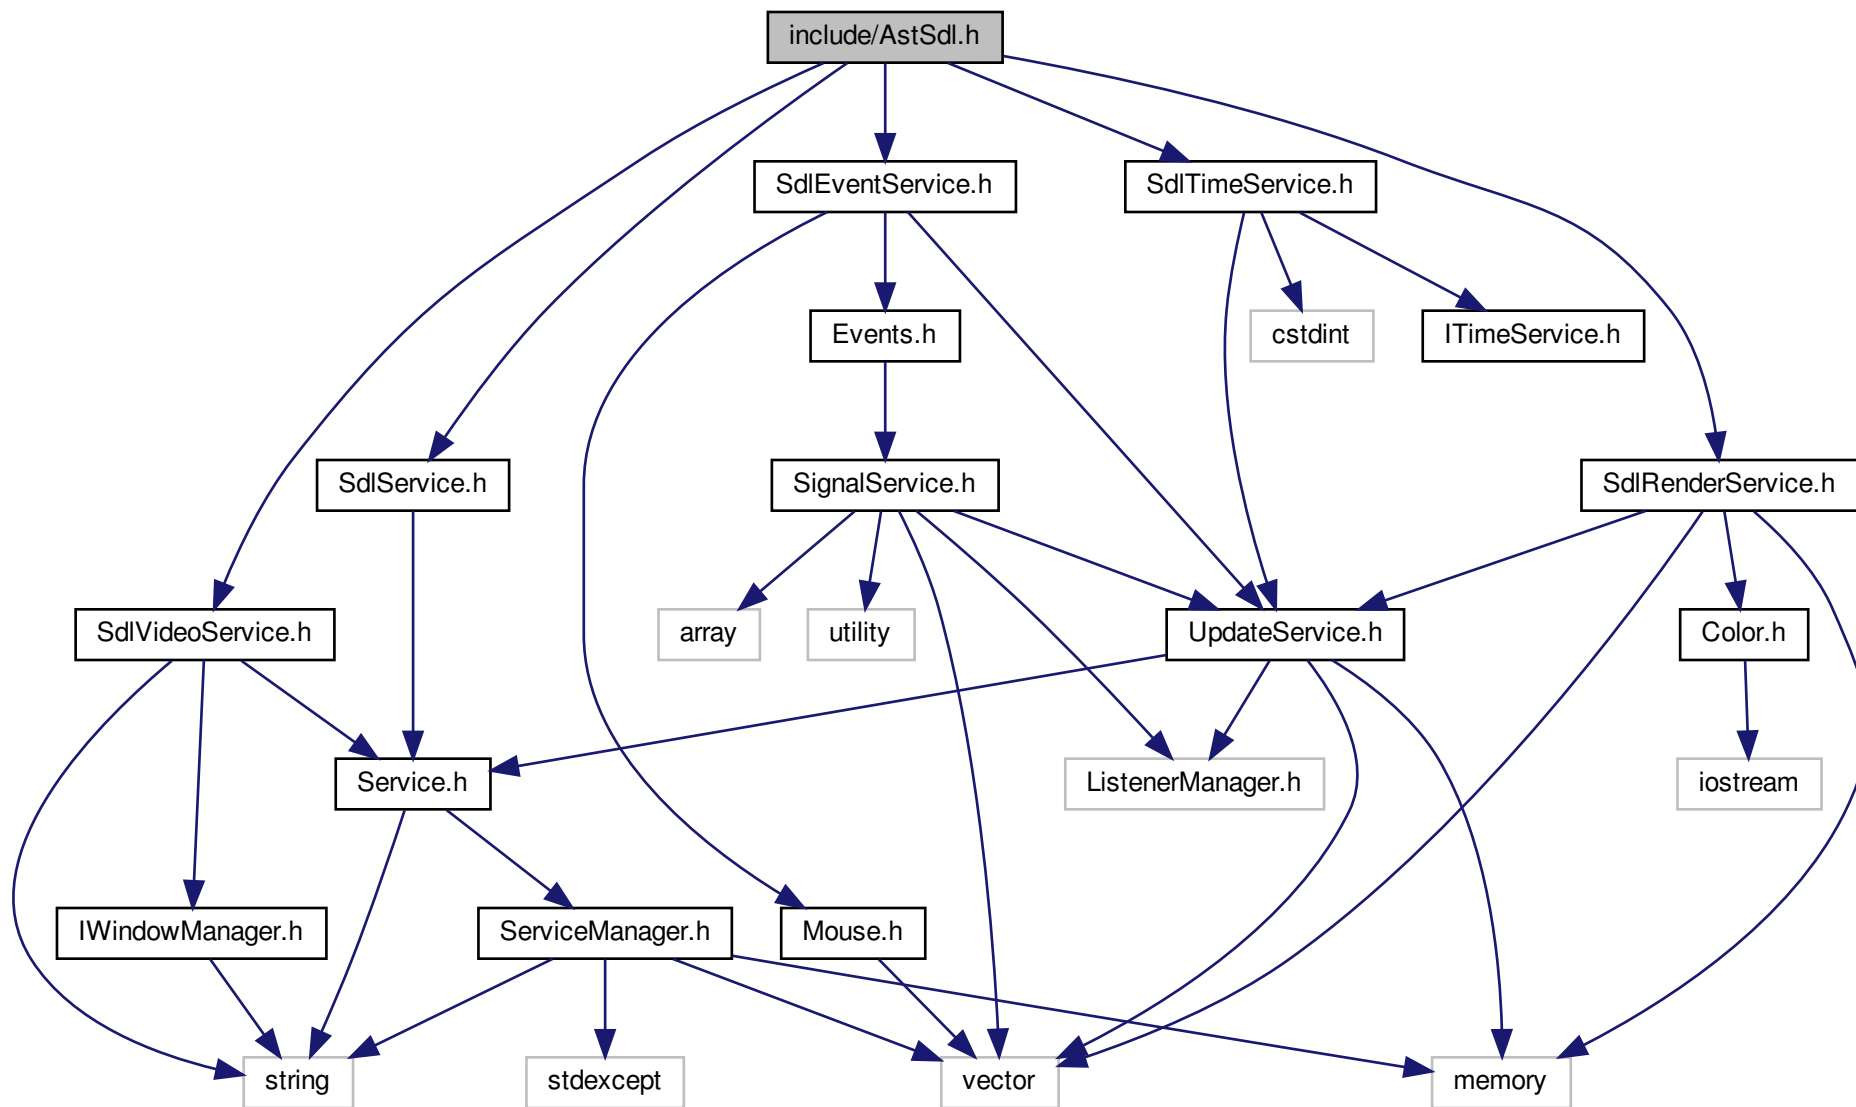 include/AstSdl.h
SdlEventService.h
SdlTimeService.h
Events.h
cstdint
ITimeService.h
SdlService.h
SignalService.h
SdlRenderService.h
SdlVideoService.h
array
utility
UpdateService.h
Color.h
Service.h
ListenerManager.h
iostream
IWindowManager.h
ServiceManager.h
Mouse.h
string
stdexcept
vector
memory